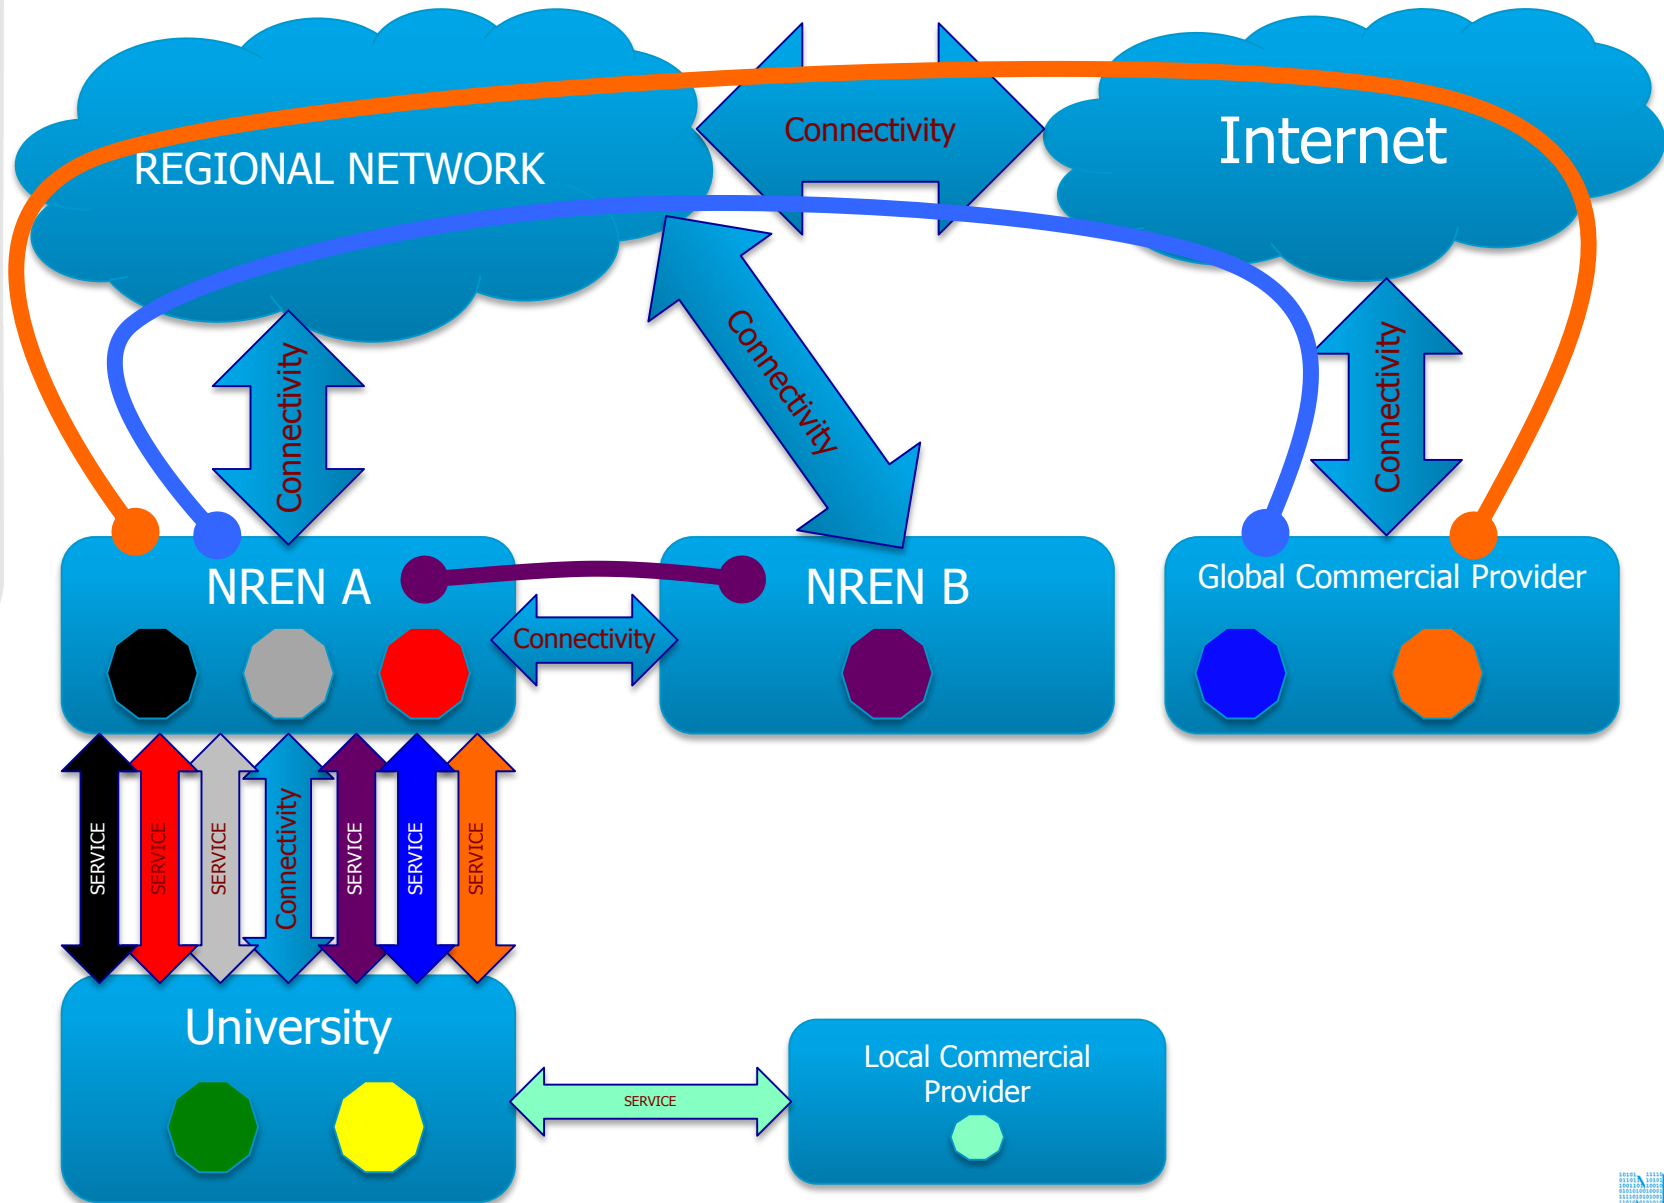 Connectivity
REGIONAL NETWORK
Internet
Connectivity
Connectivity
Connectivity
NREN A
NREN B
Global Commercial Provider
Connectivity
SERVICE
SERVICE
SERVICE
Connectivity
SERVICE
SERVICE
SERVICE
University
Local Commercial
Provider
SERVICE